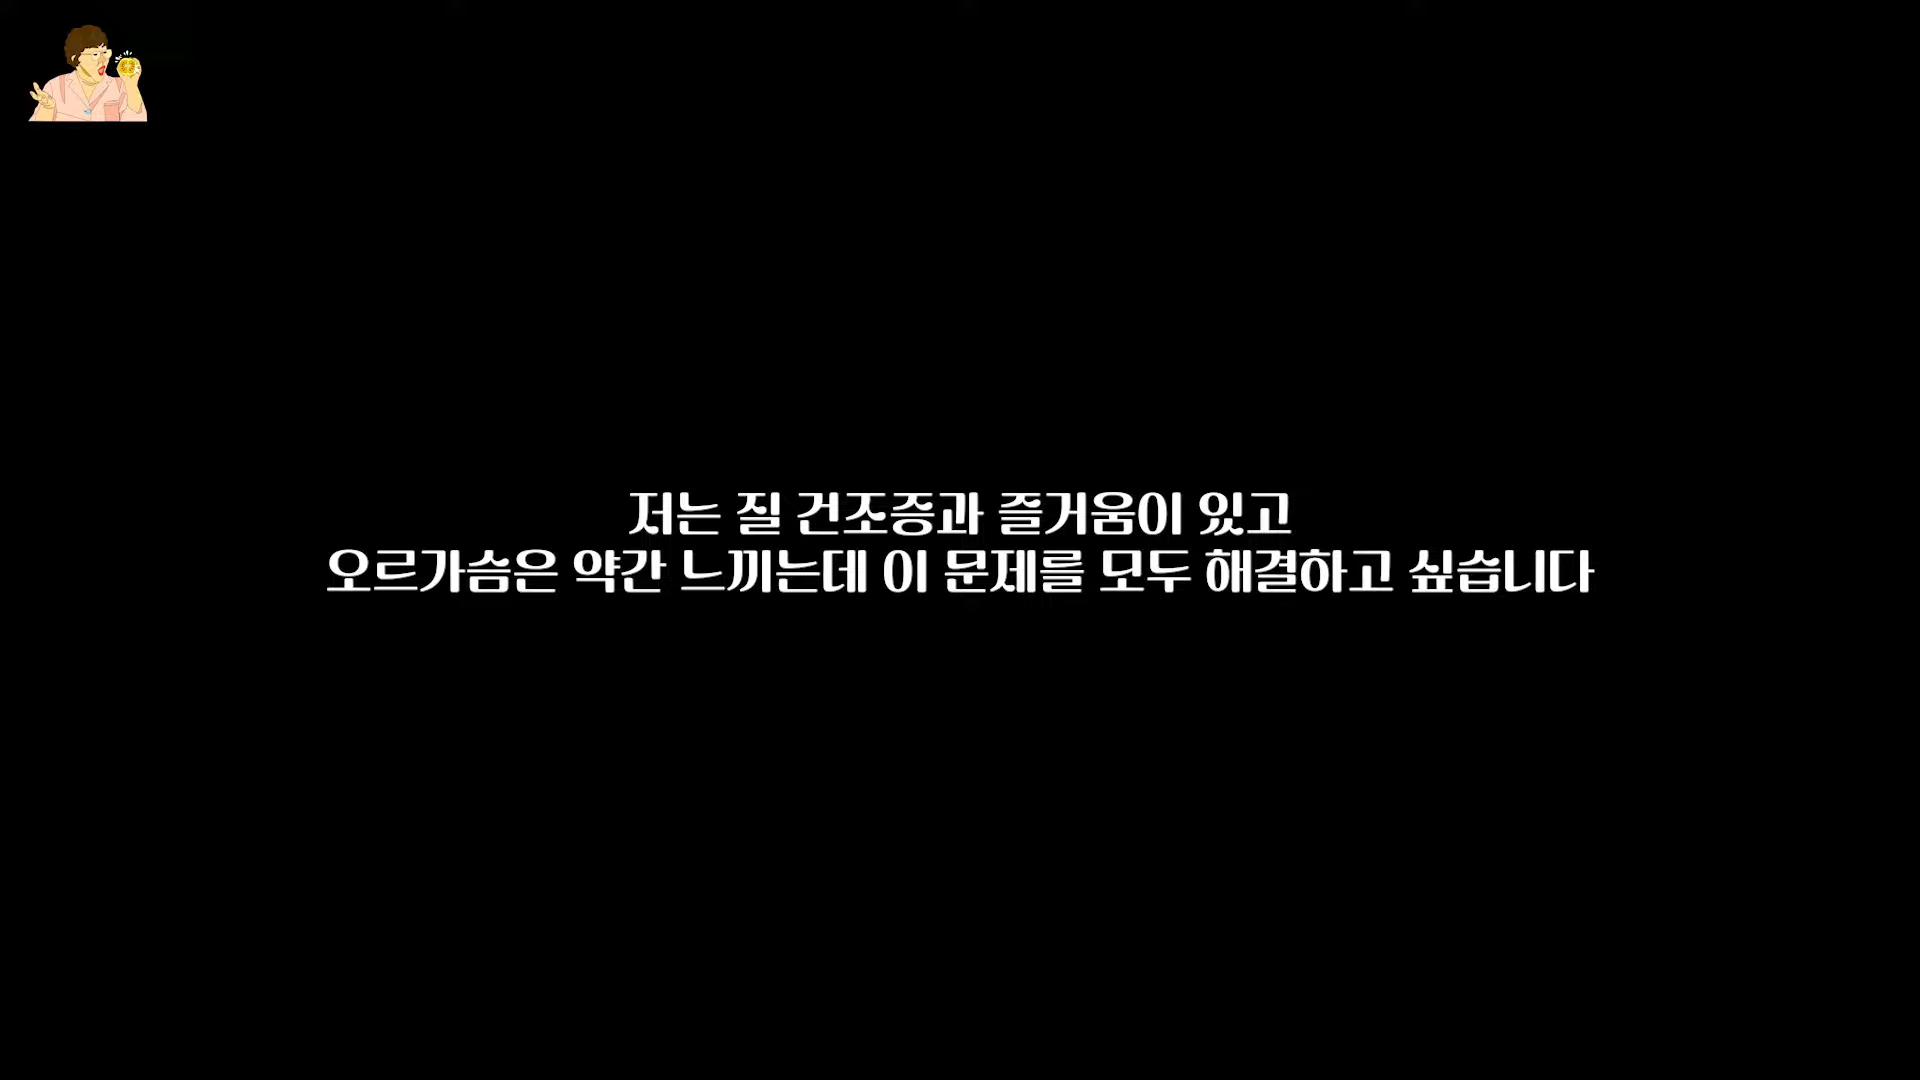 저는 질 건조증과 즐거움이 있고
오르가슴은 약간 느끼는데 이 문제를 모두 해결하고 싶습니다